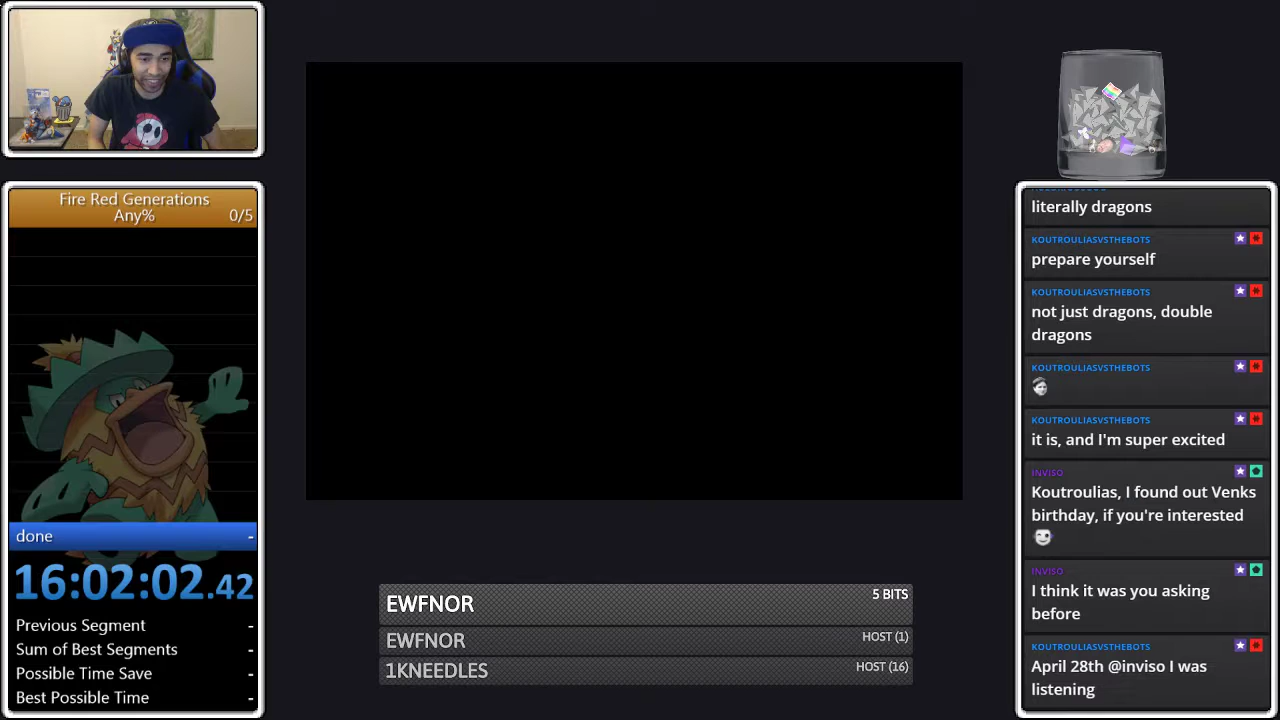 Fire Red Generations
Any% 0/5
done -
16:02:02.42
Previous Segment -
Sum of Best Segments -
Possible Time Save -
Best Possible Time -
EWFNOR 5 BITS
EWFNOR HOST (1)
1KNEEDLES HOST (16)
literally dragons
KOUTROULIASVSTHEBOTS
prepare yourself
KOUTROULIASVSTHEBOTS
not just dragons, double
dragons
KOUTROULIASVSTHEBOTS
KOUTROULIASVSTHEBOTS
it is, and I'm super excited
INVISO
Koutroulias, I found out Venks
birthday, if you're interested
INVISO
I think it was you asking
before
KOUTROULIASVSTHEBOTS
April 28th @inviso I was
listening